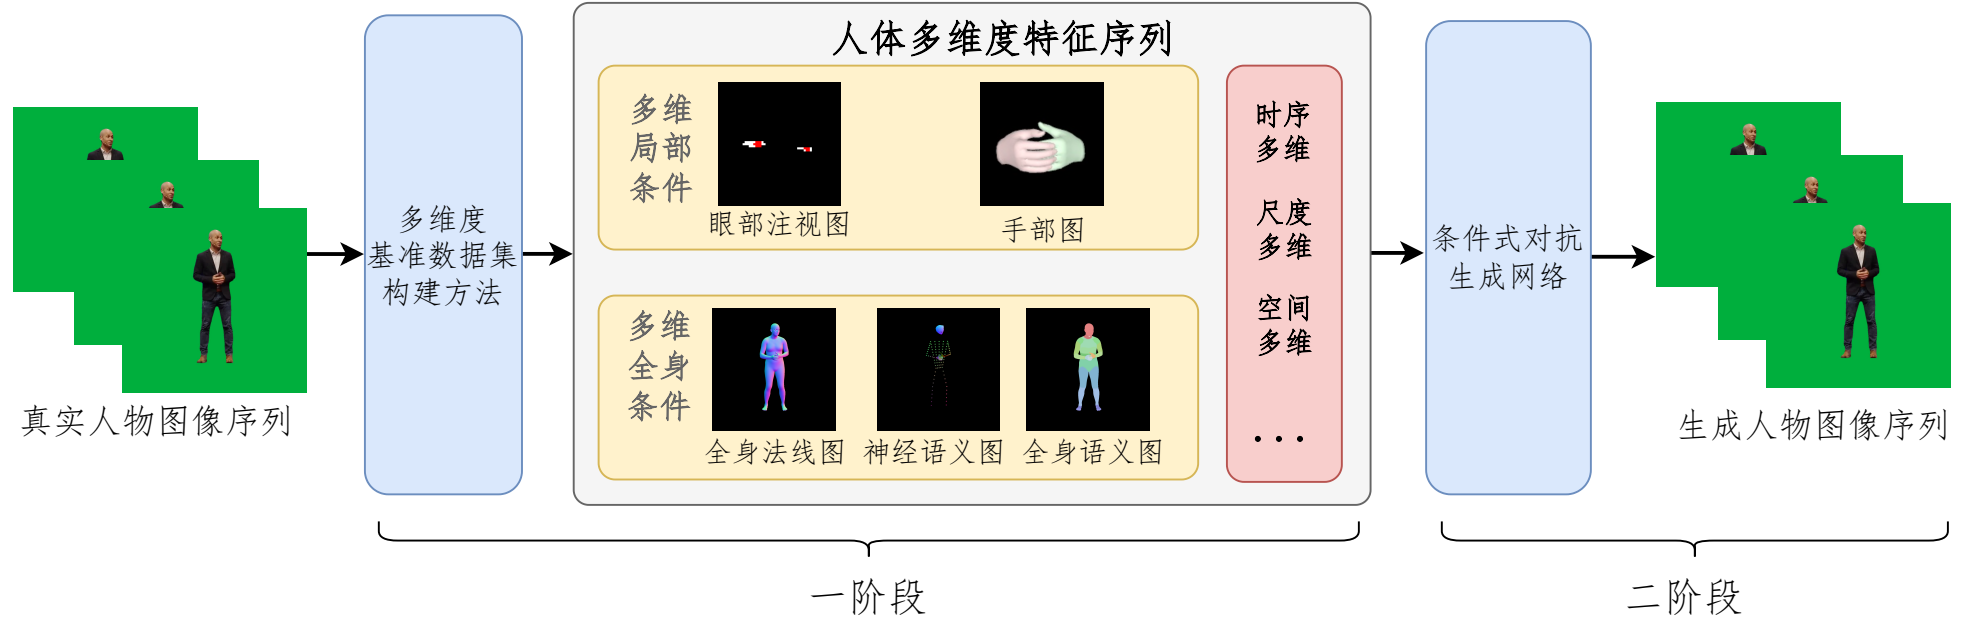 真实人物图像序列
多维度
基准数据集
构建方法
人体多维度特征序列
多维
局部
条件
眼部注视图
手部图
多维
全身
条件
全身法线图
神经语义图
全身语义图
时序
多维
尺度
多维
空间
多维
...
条件式对抗
生成网络
生成人物图像序列
一阶段
二阶段